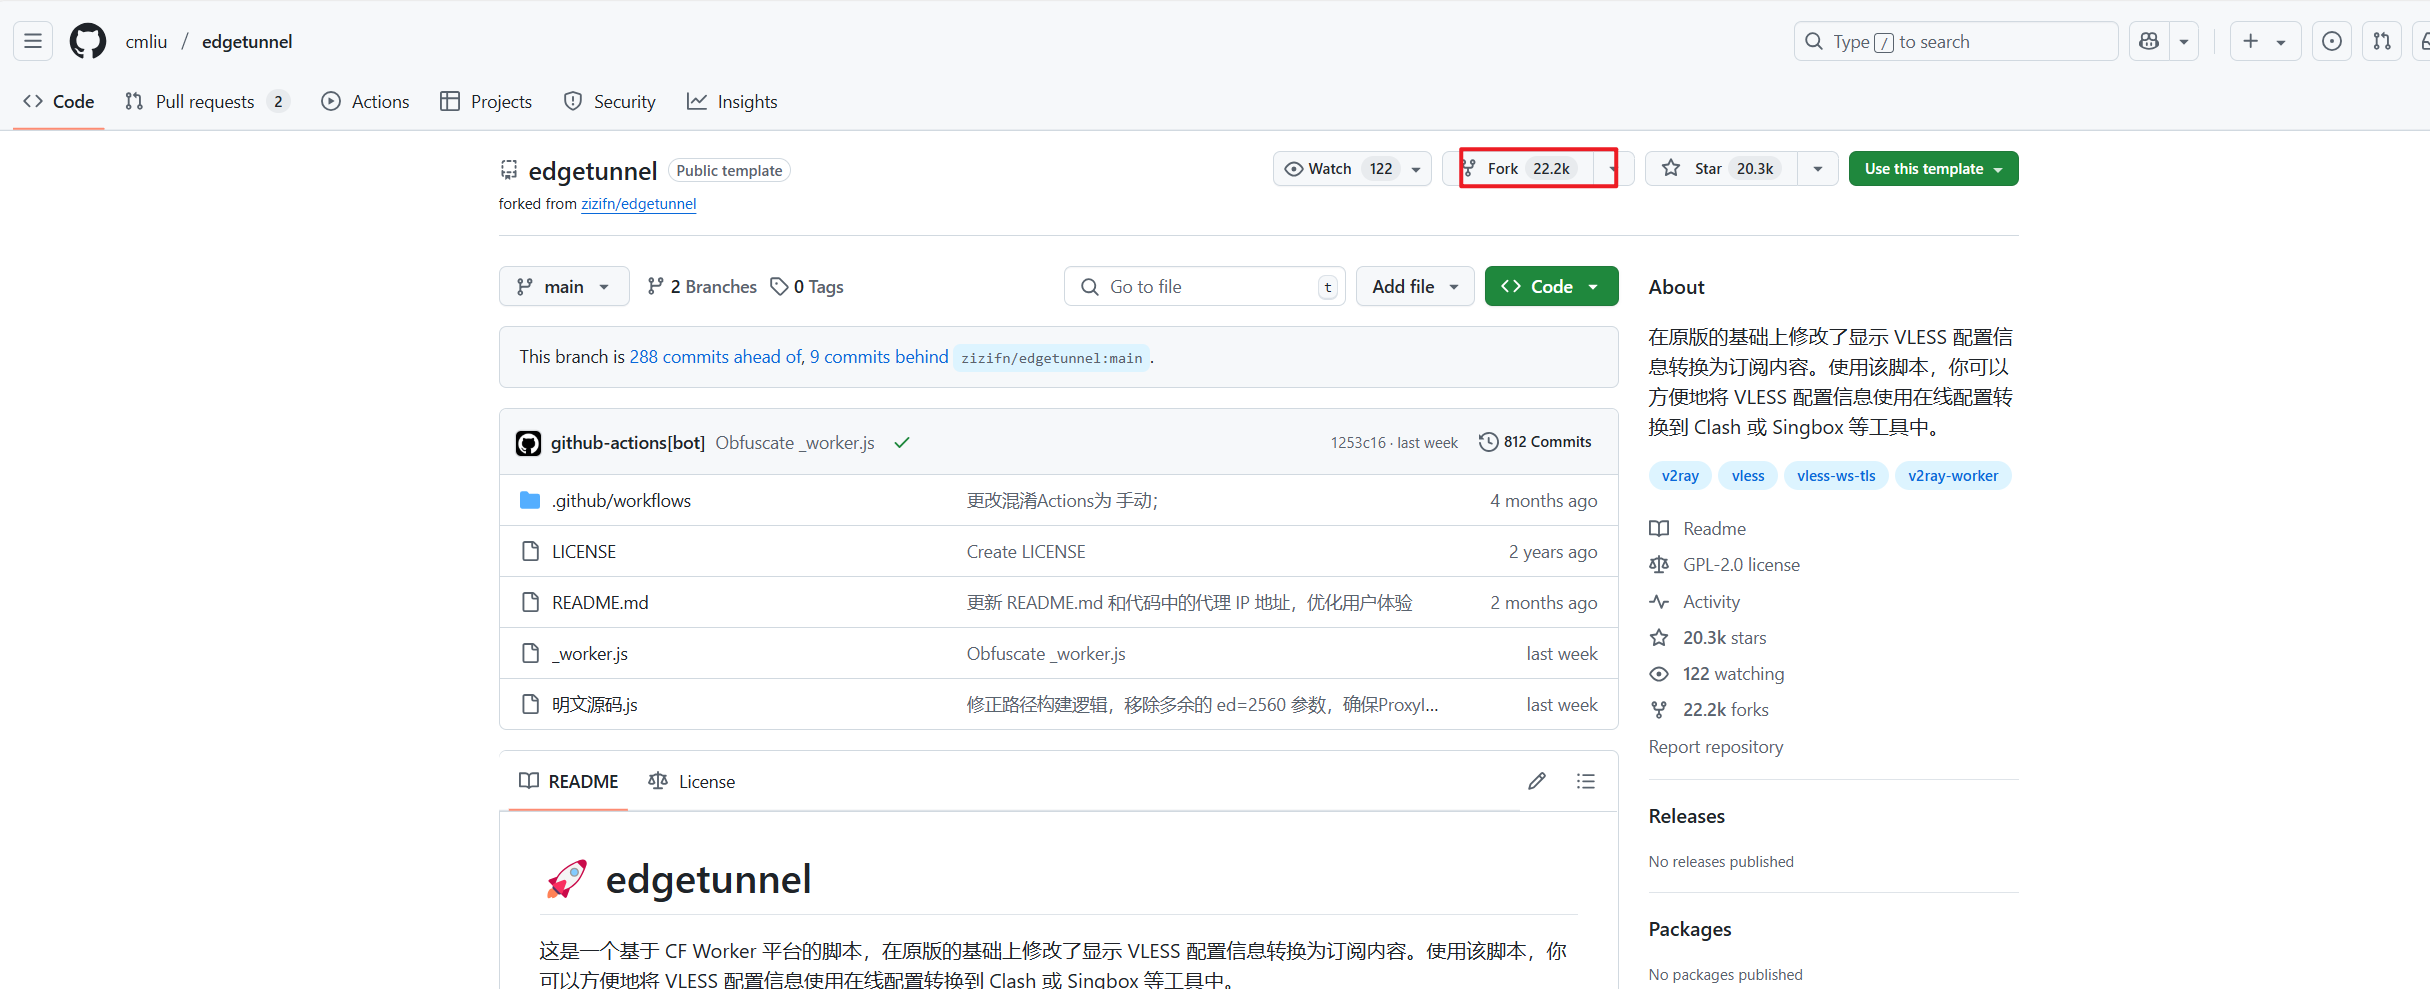 cmliu / edgetunnel
Type / to search
Code Pull requests 2 Actions Projects Security Insights
edgetunnel Public template
Watch 122 Fork 22.2k Star 20.3k Use this template
forked from zizifn/edgetunnel
main 2 Branches 0 Tags Go to file t Add file Code
This branch is 288 commits ahead of, 9 commits behind zizifn/edgetunnel:main.
github-actions[bot] Obfuscate _worker.js 1253c16 · last week 812 Commits
.github/workflows 更改混淆Actions为 手动; 4 months ago
LICENSE Create LICENSE 2 years ago
README.md 更新 README.md 和代码中的代理 IP 地址，优化用户体验 2 months ago
_worker.js Obfuscate _worker.js last week
明文源码.js 修正路径构建逻辑，移除多余的 ed=2560 参数，确保ProxyI... last week
README License
edgetunnel
这是一个基于 CF Worker 平台的脚本，在原版的基础上修改了显示 VLESS 配置信息转换为订阅内容。使用该脚本，你
可以方便地将 VLESS 配置信息使用在线配置转换到 Clash 或 Singbox 等工具中。
About
在原版的基础上修改了显示 VLESS 配置信
息转换为订阅内容。使用该脚本，你可以
方便地将 VLESS 配置信息使用在线配置转
换到 Clash 或 Singbox 等工具中。
v2ray vless vless-ws-tls v2ray-worker
Readme
GPL-2.0 license
Activity
20.3k stars
122 watching
22.2k forks
Report repository
Releases
No releases published
Packages
No packages published